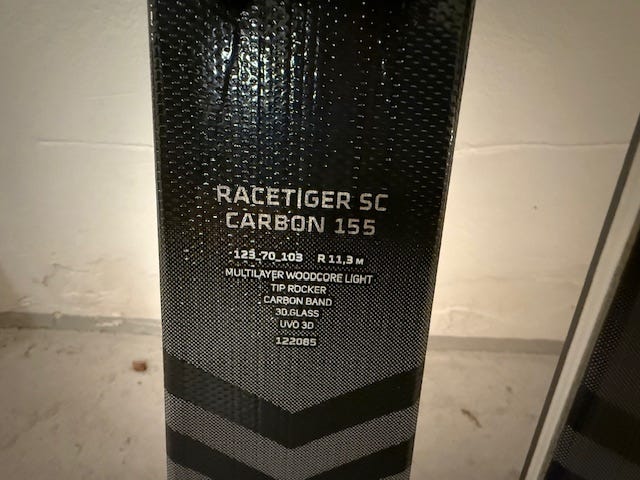 RACETIGER SC
CARBON 155
123_70_103 R 11,3 M
MULTILAYER WOODCORE LIGHT
TIP ROCKER
CARBON BAND
3D.GLASS
UVO 3D
122085